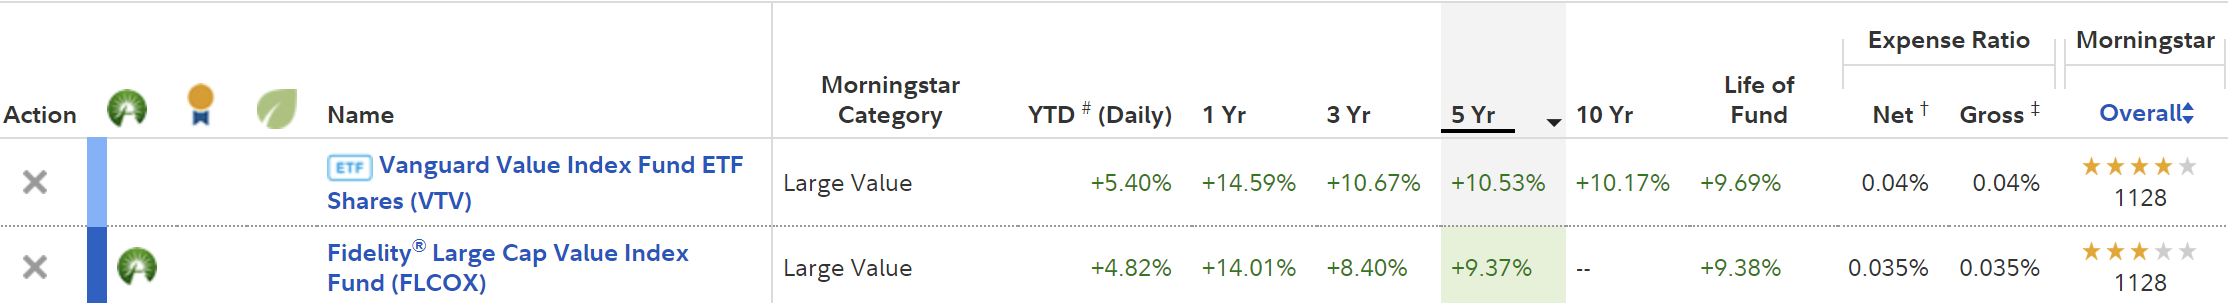 Expense Ratio Morningstar
Morningstar Life of
Action Name Category YTD # (Daily) 1 Yr 3 Yr 5 Yr 10 Yr Fund Net † Gross ‡ Overall
ETF Vanguard Value Index Fund ETF
Shares (VTV)
Large Value +5.40% +14.59% +10.67% +10.53% +10.17% +9.69% 0.04% 0.04%
1128
Fidelity® Large Cap Value Index
Fund (FLCOX)
Large Value +4.82% +14.01% +8.40% +9.37% -- +9.38% 0.035% 0.035%
1128